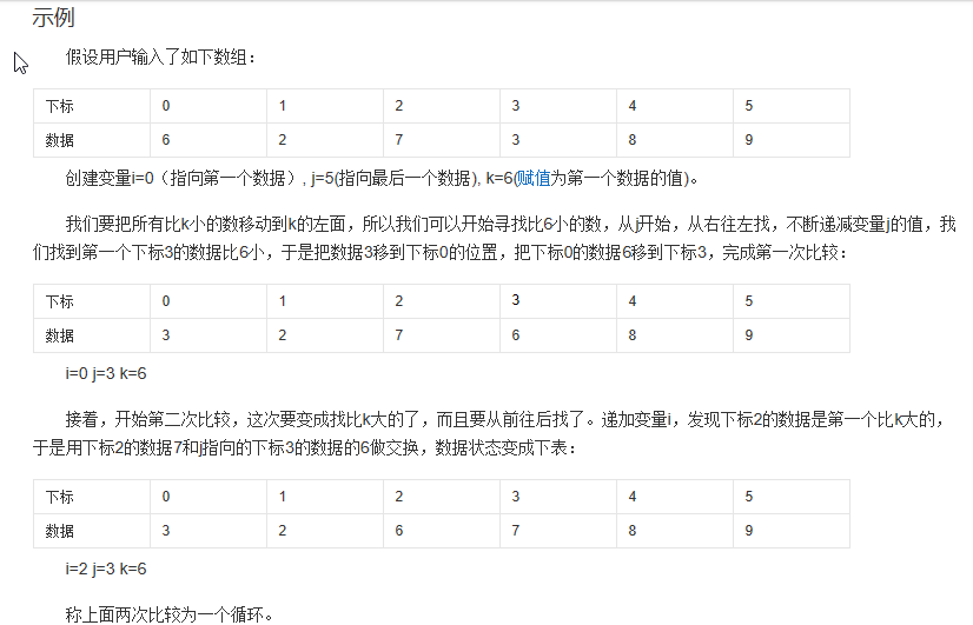 示例
假设用户输入了如下数组：
下标 0 1 2 3 4 5
数据 6 2 7 3 8 9
创建变量i=0（指向第一个数据）, j=5(指向最后一个数据), k=6(赋值为第一个数据的值)。
我们要把所有比k小的数移动到k的左面，所以我们可以开始寻找比6小的数，从j开始，从右往左找，不断递减变量j的值，我
们找到第一个下标3的数据比6小，于是把数据3移到下标0的位置，把下标0的数据6移到下标3，完成第一次比较：
下标 0 1 2 3 4 5
数据 3 2 7 6 8 9
i=0 j=3 k=6
接着，开始第二次比较，这次要变成找比k大的了，而且要从前往后找了。递加变量i，发现下标2的数据是第一个比k大的，
于是用下标2的数据7和j指向的下标3的数据的6做交换，数据状态变成下表：
下标 0 1 2 3 4 5
数据 3 2 6 7 8 9
i=2 j=3 k=6
称上面两次比较为一个循环。